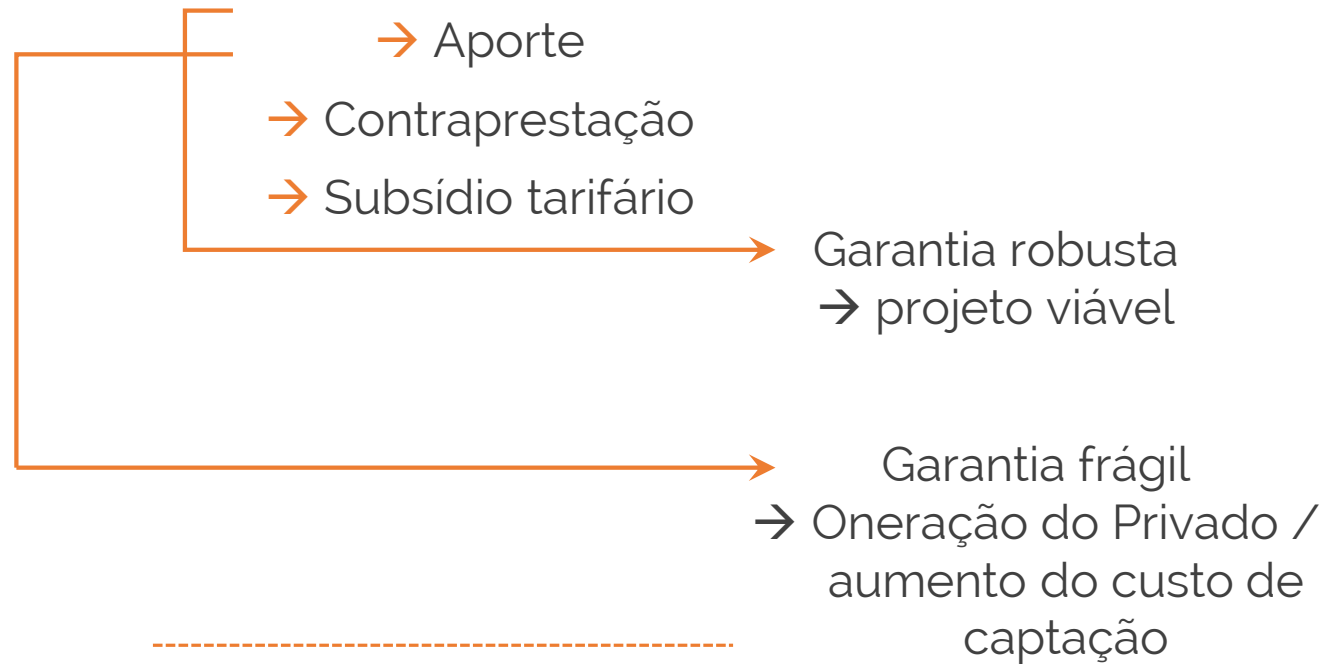 → Aporte
→ Contraprestação
→ Subsídio tarifário
Garantia robusta
→ projeto viável
Garantia frágil
→ Oneração do Privado /
aumento do custo de
captação